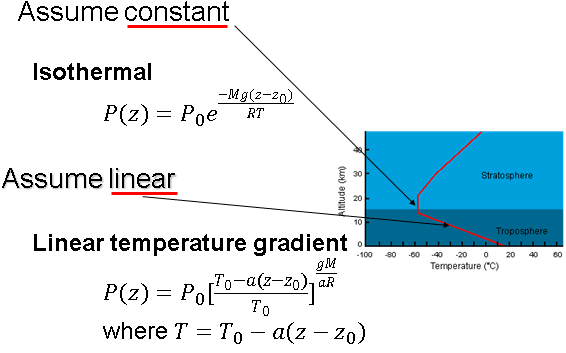 Assume constant
Isothermal
P(z) = P₀e^(-Mg(z-z₀)/RT)
Assume linear
Linear temperature gradient
P(z) = P₀[(T₀-a(z-z₀))/T₀]^(gM/aR)
where T = T₀ - a(z - z₀)
Altitude (km)
40
30
20
10
0
Stratosphere
Troposphere
-100 -80 -60 -40 -20 0 20 40 60
Temperature (°C)